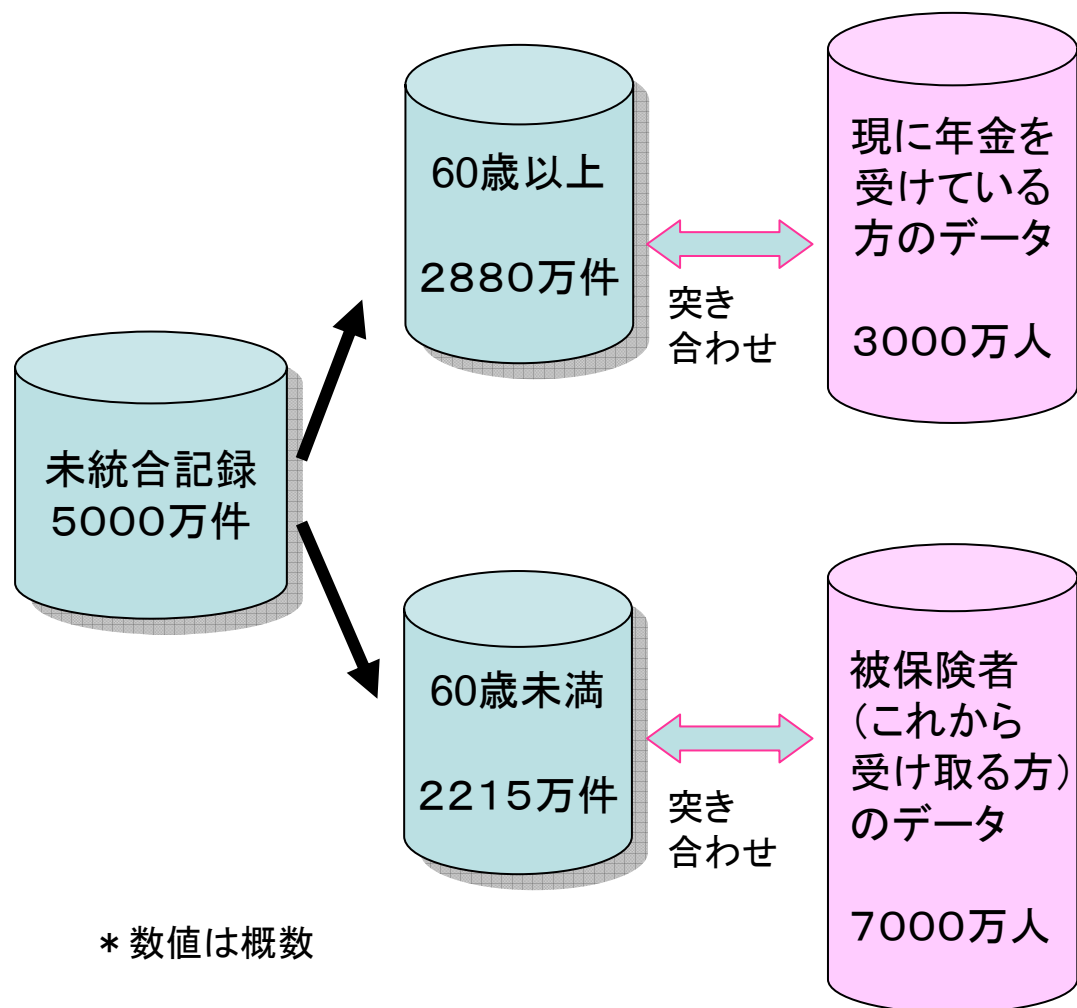 未統合記録
5000万件
60歳以上
2880万件
突き
合わせ
現に年金を
受けている
方のデータ
3000万人
60歳未満
2215万件
突き
合わせ
被保険者
(これから
受け取る方)
のデータ
7000万人
*数値は概数